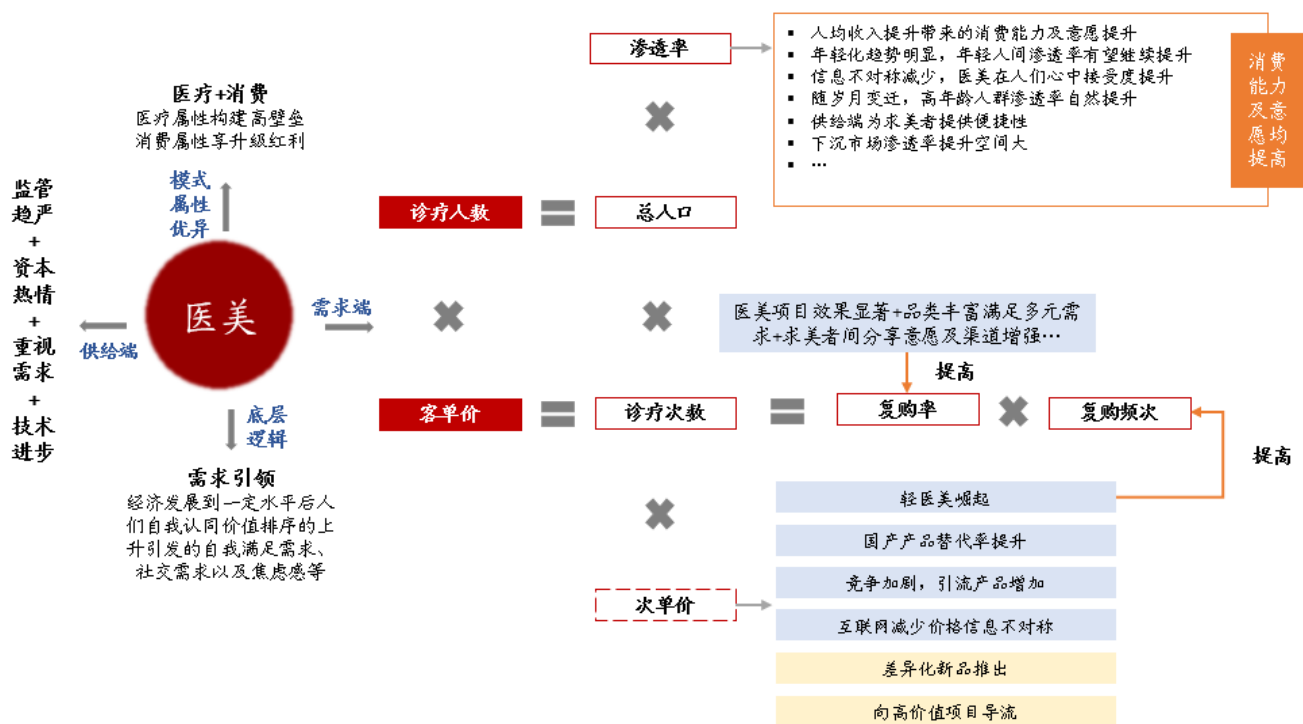 医疗+消费
医疗属性构建高壁垒
消费属性享升级红利
模式
属性
优异
监管
趋严
+
资本
热情
+
重视
需求
+
技术
进步
供给端
医美
需求端
底层
逻辑
需求引领
经济发展到一定水平后人
们自我认同价值排序的上
升引发的自我满足需求、
社交需求以及焦虑感等
渗透率
▪ 人均收入提升带来的消费能力及意愿提升
▪ 年轻化趋势明显，年轻人间渗透率有望继续提升
▪ 信息不对称减少，医美在人们心中接受度提升
▪ 随岁月变迁，高年龄人群渗透率自然提升
▪ 供给端为求美者提供便捷性
▪ 下沉市场渗透率提升空间大
▪ …
消费
能力
及意
愿均
提高
诊疗人数
总人口
医美项目效果显著+品类丰富满足多元需
求+求美者间分享意愿及渠道增强…
提高
客单价
诊疗次数
复购率
复购频次
提高
轻医美崛起
国产产品替代率提升
竞争加剧，引流产品增加
次单价
互联网减少价格信息不对称
差异化新品推出
向高价值项目导流